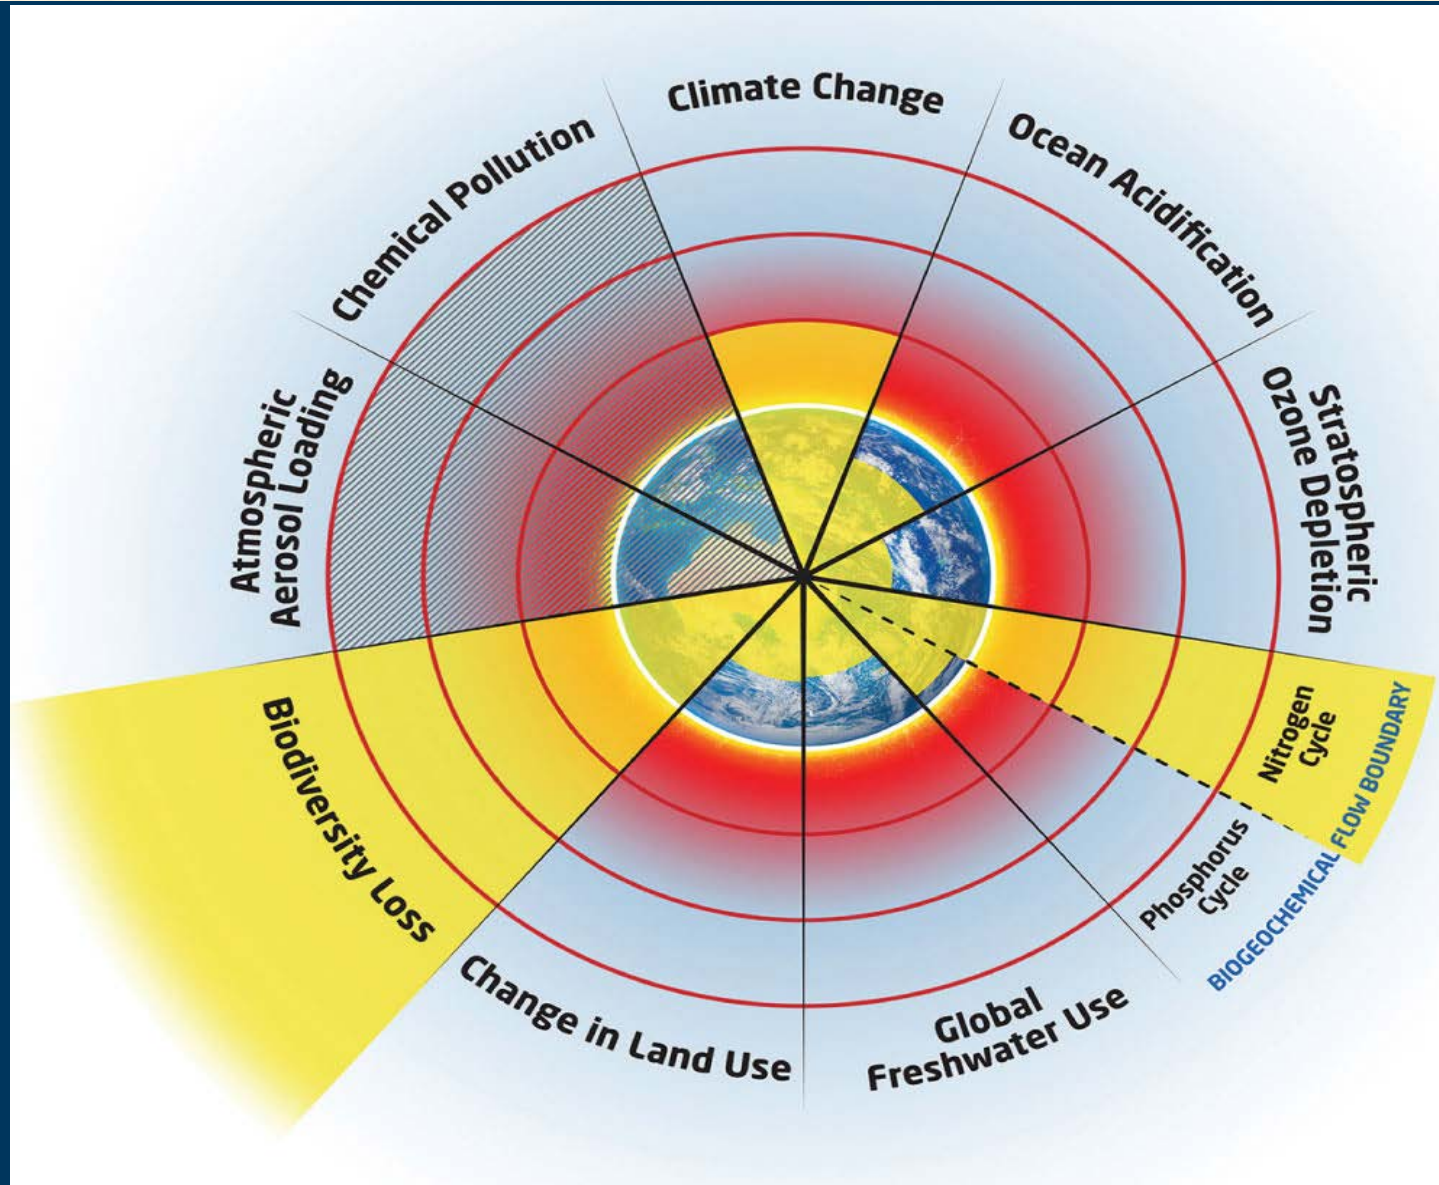 Climate Change
Ocean Acidification
Stratospheric
Ozone Depletion
Nitrogen
Cycle
Phosphorus
Cycle
BIOGEOCHEMICAL FLOW BOUNDARY
Global
Freshwater Use
Change in Land Use
Biodiversity Loss
Atmospheric
Aerosol Loading
Chemical Pollution